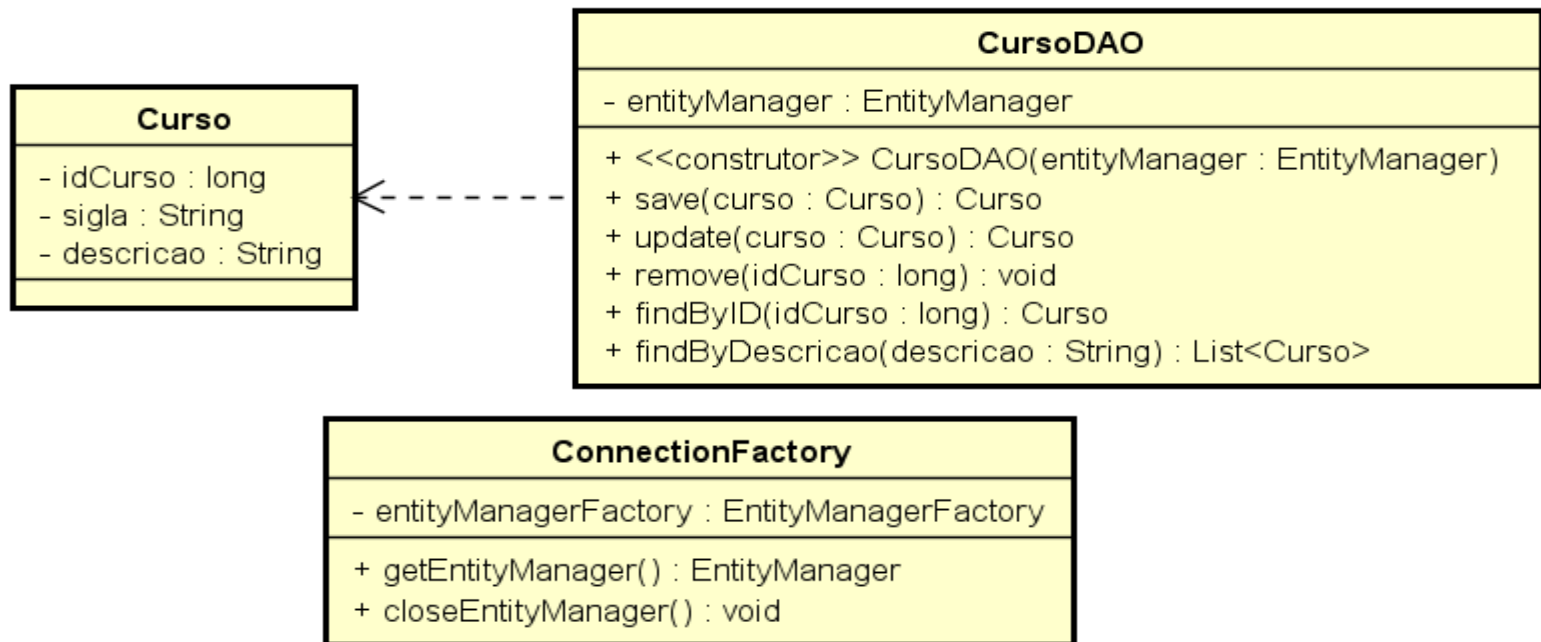 Curso
- idCurso : long
- sigla : String
- descricao : String
CursoDAO
- entityManager : EntityManager
+ <<construtor>> CursoDAO(entityManager : EntityManager)
+ save(curso : Curso) : Curso
+ update(curso : Curso) : Curso
+ remove(idCurso : long) : void
+ findByID(idCurso : long) : Curso
+ findByDescricao(descricao : String) : List<Curso>
ConnectionFactory
- entityManagerFactory : EntityManagerFactory
+ getEntityManager() : EntityManager
+ closeEntityManager() : void